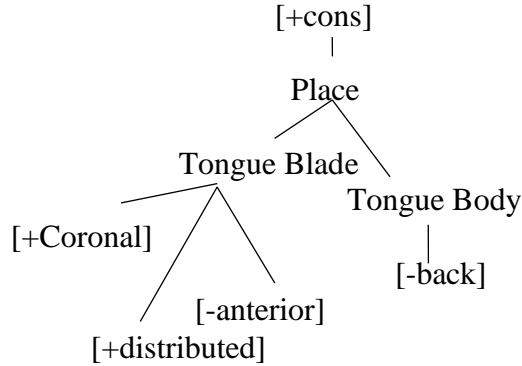 [+cons]
Place
Tongue Blade
Tongue Body
[+Coronal]
[-back]
[-anterior]
[+distributed]